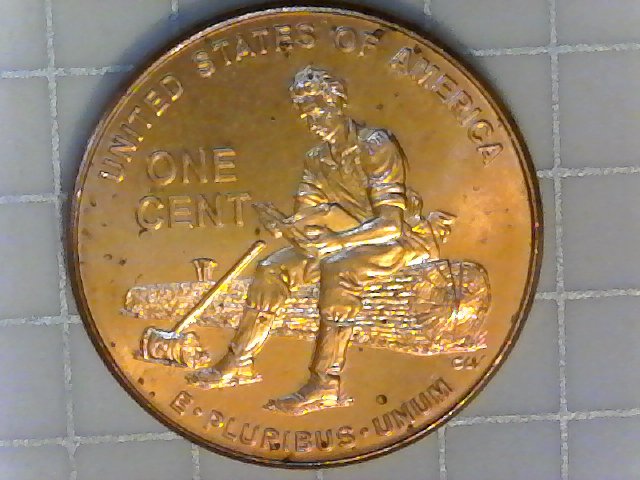 UNITED STATES OF AMERICA
ONE
CENT
E • PLURIBUS • UNUM